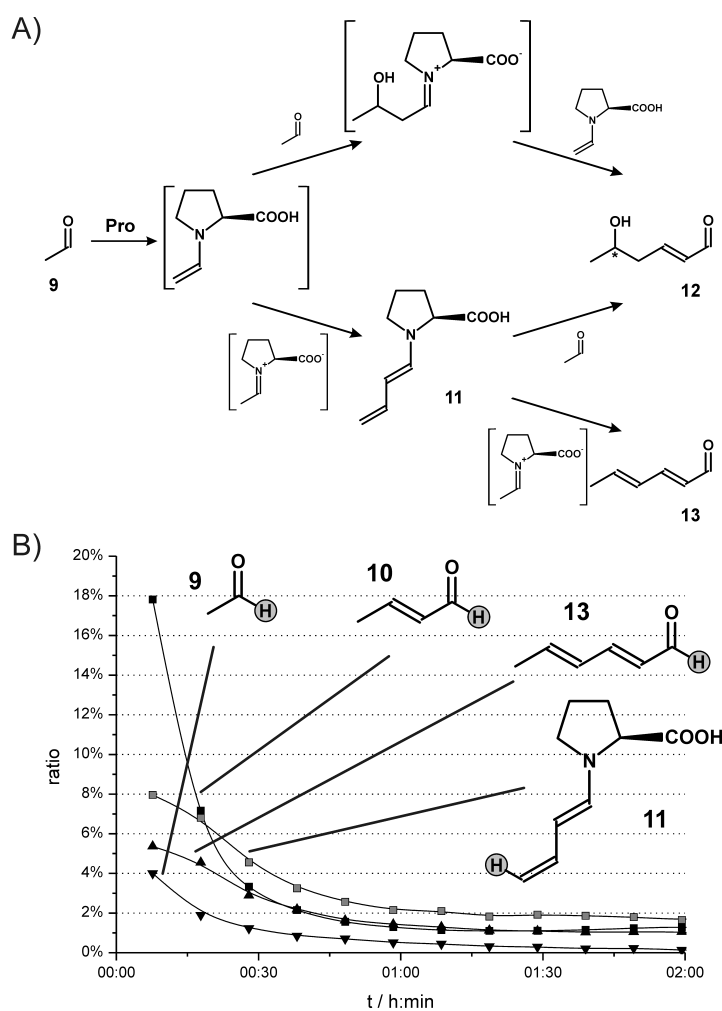 A)
OH
N
+
COO-
O
N
COOH
Pro
O
9
N
COOH
OH
*
O
12
N
+
COO-
N
COOH
11
O
N
+
COO-
O
13
B)
20%
18%
16%
14%
12%
10%
8%
6%
4%
2%
0%
ratio
9
O
H
10
O
H
13
O
H
N
COOH
11
H
00:00
00:30
01:00
01:30
02:00
t / h:min